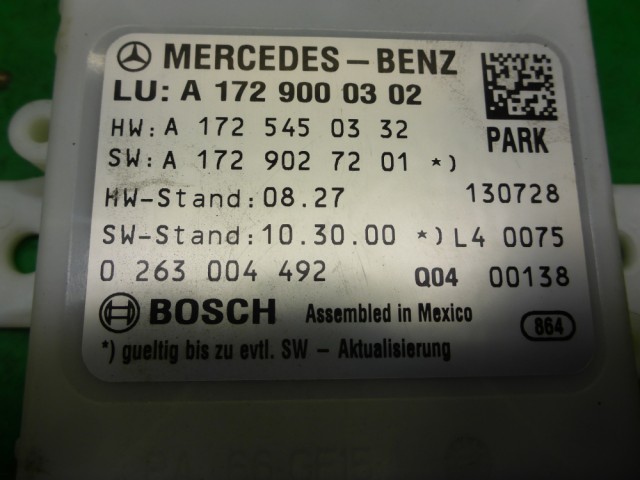 MERCEDES-BENZ
LU: A 172 900 03 02
PARK
HW: A 172 545 03 32
SW: A 172 902 72 01 *)
HW-Stand: 08.27 130728
SW-Stand: 10.30.00 *) L4 0075
0 263 004 492 Q04 00138
BOSCH Assembled in Mexico 864
*) gueltig bis zu evtl. SW - Aktualisierung